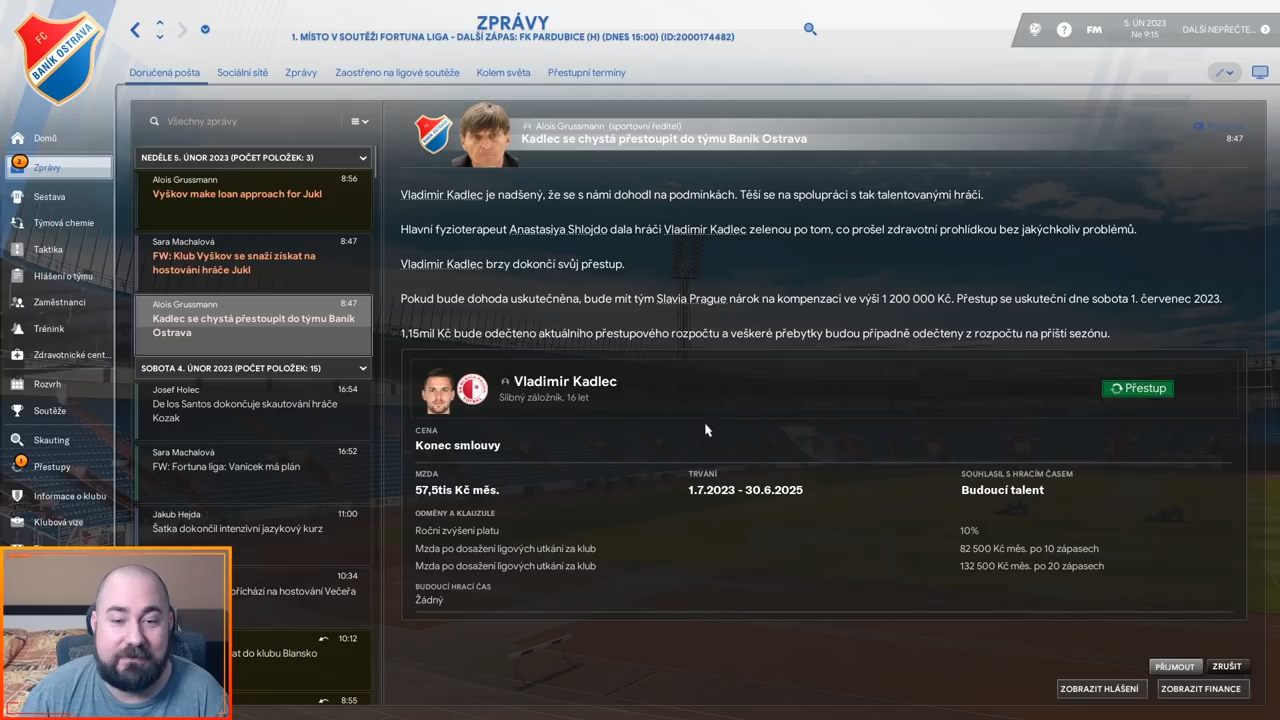 FC
BANÍK OSTRAVA
ZPRÁVY
1. MÍSTO V SOUTĚŽI FORTUNA LIGA - DALŠÍ ZÁPAS: FK PARDUBICE (H) (DNES 15:00) (ID:2000174482)
FM
5. ÚN 2023
Ne 9:15
DALŠÍ NEPŘEČTE...
Doručená pošta
Sociální sítě
Zprávy
Zaostřeno na ligové soutěže
Kolem světa
Přestupní termíny
Domů
2
Zprávy
Sestava
Týmová chemie
Taktika
Hlášení o týmu
Zaměstnanci
Trénink
Zdravotnické cent...
Rozvrh
Soutěže
Skauting
1
Přestupy
Informace o klubu
Klubová vize
Všechny zprávy
NEDĚLE 5. ÚNOR 2023 (POČET POLOŽEK: 3)
Alois Grussmann 8:56
Vyškov make loan approach for Jukl
Sara Machalová 8:47
FW: Klub Vyškov se snaží získat na
hostování hráče Jukl
Alois Grussmann 8:47
Kadlec se chystá přestoupit do týmu Baník
Ostrava
SOBOTA 4. ÚNOR 2023 (POČET POLOŽEK: 15)
Josef Holec 16:54
De los Santos dokončuje skautování hráče
Kozak
Sara Machalová 16:52
FW: Fortuna liga: Vanicek má plán
Jakub Hejda 11:00
Šatka dokončil intenzivní jazykový kurz
10:34
přichází na hostování Večeřa
10:12
at do klubu Blansko
8:55
Alois Grussmann (sportovní ředitel)
Kadlec se chystá přestoupit do týmu Baník Ostrava
8:47
Vladimir Kadlec je nadšený, že se s námi dohodl na podmínkách. Těší se na spolupráci s tak talentovanými hráči.
Hlavní fyzioterapeut Anastasiya Shlojdo dala hráči Vladimir Kadlec zelenou po tom, co prošel zdravotní prohlídkou bez jakýchkoliv problémů.
Vladimir Kadlec brzy dokončí svůj přestup.
Pokud bude dohoda uskutečněna, bude mít tým Slavia Prague nárok na kompenzaci ve výši 1 200 000 Kč. Přestup se uskuteční dne sobota 1. červenec 2023.
1,15mil Kč bude odečteno aktuálního přestupového rozpočtu a veškeré přebytky budou případně odečteny z rozpočtu na příští sezónu.
Vladimir Kadlec
Slibný záložník, 16 let
Přestup
CENA
Konec smlouvy
MZDA TRVÁNÍ SOUHLASIL S HRACÍM ČASEM
57,5tis Kč měs. 1.7.2023 - 30.6.2025 Budoucí talent
ODMĚNY A KLAUZULE
Roční zvýšení platu 10%
Mzda po dosažení ligových utkání za klub 82 500 Kč měs. po 10 zápasech
Mzda po dosažení ligových utkání za klub 132 500 Kč měs. po 20 zápasech
BUDOUCÍ HRACÍ ČAS
Žádný
PŘIJMOUT
ZRUŠIT
ZOBRAZIT HLÁŠENÍ
ZOBRAZIT FINANCE